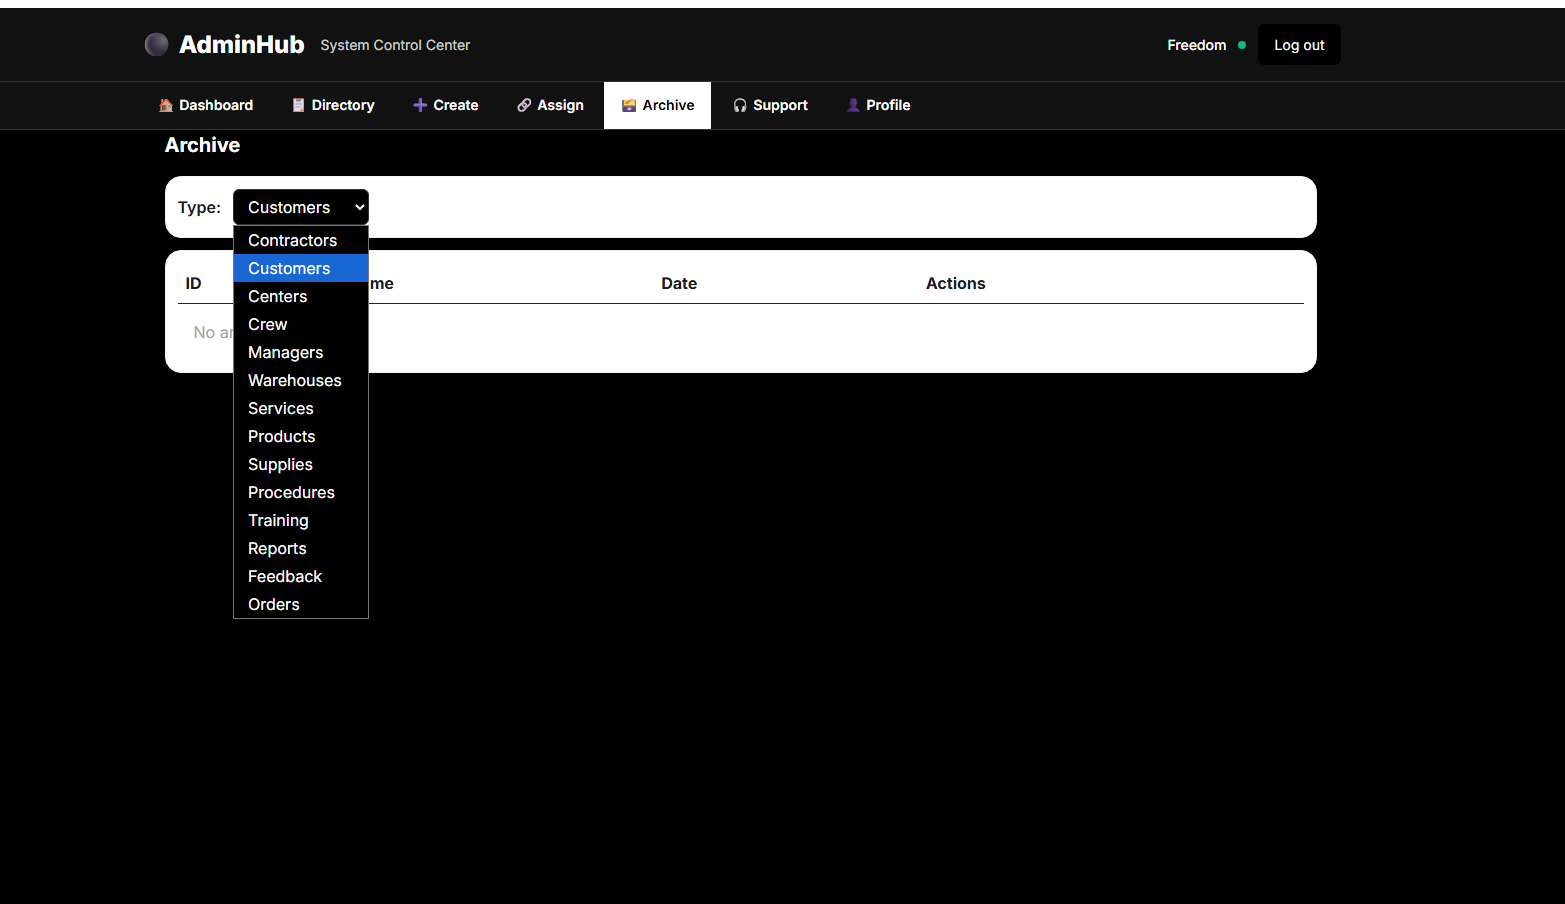 AdminHub System Control Center Freedom Log out
Dashboard Directory Create Assign Archive Support Profile
Archive
Type: Customers
Contractors
Customers
Centers
Crew
Managers
Warehouses
Services
Products
Supplies
Procedures
Training
Reports
Feedback
Orders
ID me Date Actions
No ar